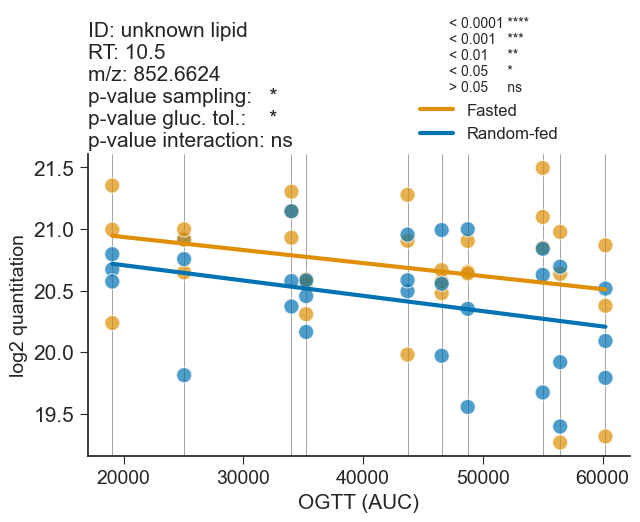 ID: unknown lipid
RT: 10.5
m/z: 852.6624
p-value sampling: *
p-value gluc. tol.: *
p-value interaction: ns
< 0.0001 ****
< 0.001 ***
< 0.01 **
< 0.05 *
> 0.05 ns
Fasted
Random-fed
21.5
21.0
20.5
20.0
19.5
log2 quantitation
20000 30000 40000 50000 60000
OGTT (AUC)